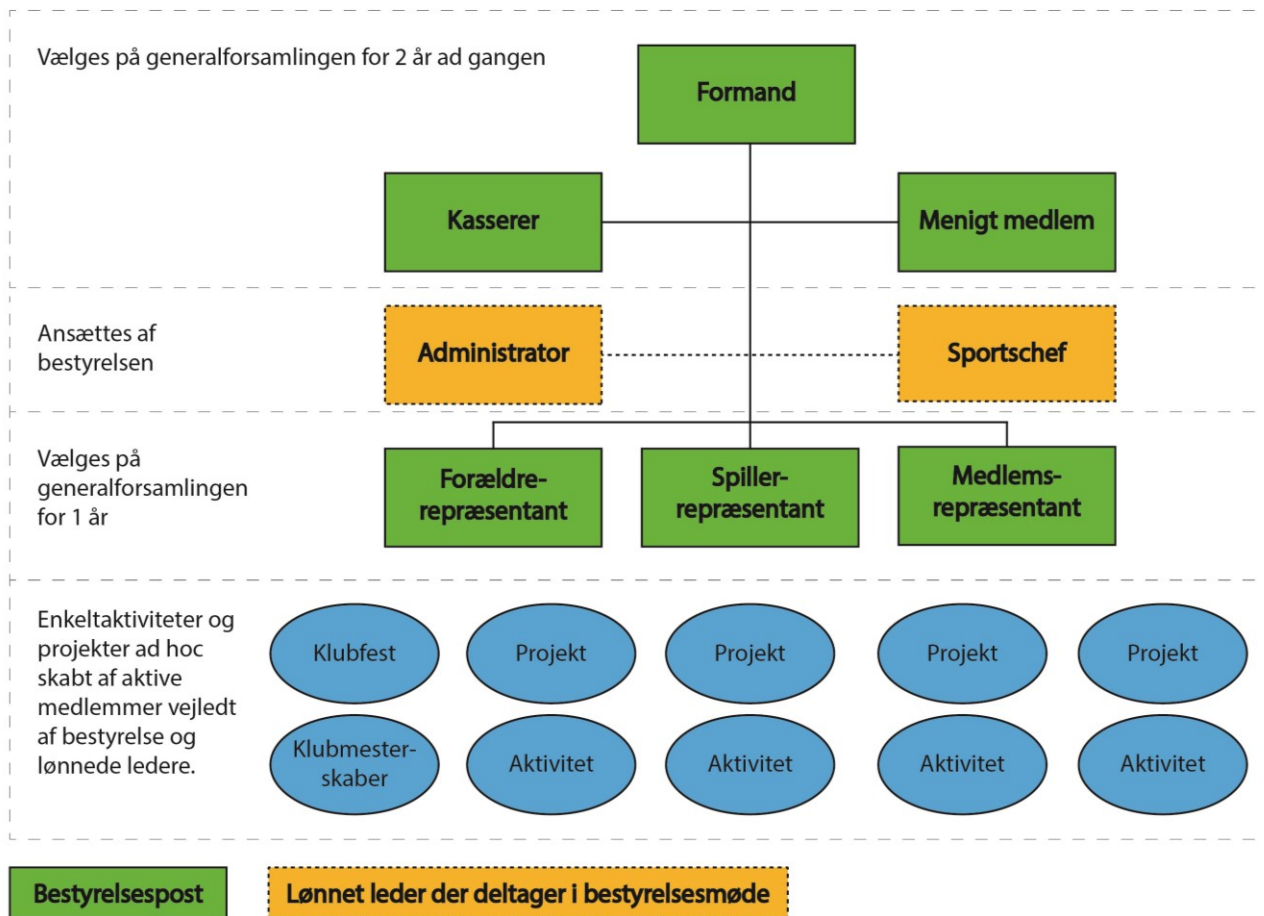 Vælges på generalforsamlingen for 2 år ad gangen
Formand
Kasserer
Menigt medlem
Ansættes af
bestyrelsen
Administrator
Sportschef
Vælges på
generalforsamlingen
for 1 år
Forældre-
repræsentant
Spiller-
repræsentant
Medlems-
repræsentant
Enkeltaktiviteter og
projekter ad hoc
skabt af aktive
medlemmer vejledt
af bestyrelse og
lønnede ledere.
Klubfest
Projekt
Projekt
Projekt
Projekt
Klubmester-
skaber
Aktivitet
Aktivitet
Aktivitet
Aktivitet
Bestyrelsespost
Lønnet leder der deltager i bestyrelsesmøde